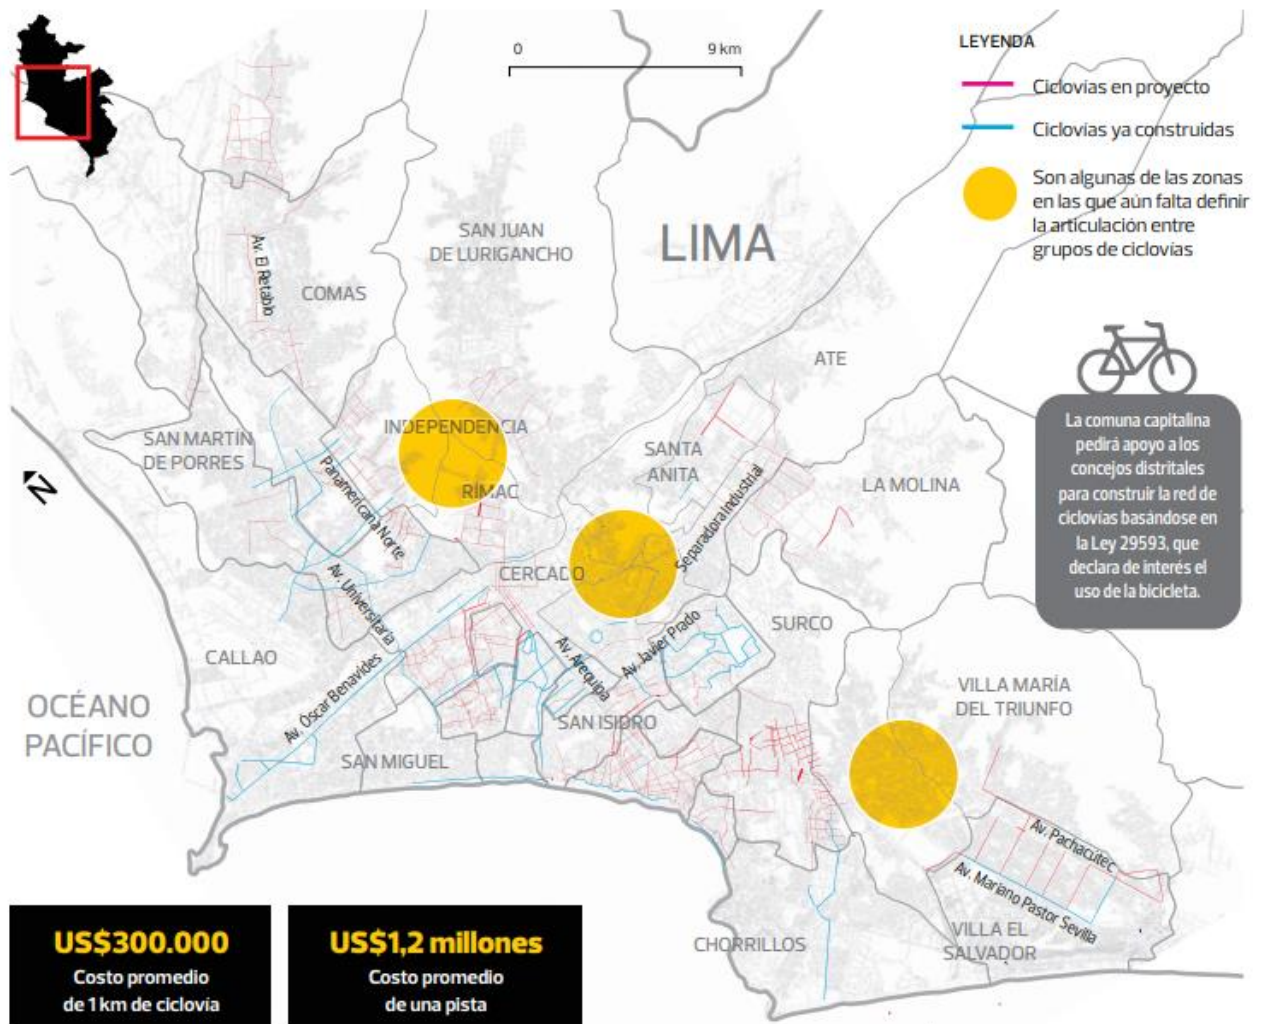 0 9 km
LEYENDA
Ciclovías en proyecto
Ciclovías ya construidas
Son algunas de las zonas
en las que aún falta definir
la articulación entre
grupos de ciclovías
SAN JUAN
DE LURIGANCHO
LIMA
Av. El Retablo
COMAS
ATE
La comuna capitalina
pedirá apoyo a los
concejos distritales
para construir la red de
ciclovías basándose en
la Ley 29593, que
declara de interés el
uso de la bicicleta.
INDEPENDENCIA
SAN MARTÍN
DE PORRES
SANTA
ANITA
Panamericana Norte
RÍMAC
LA MOLINA
N
Separadora Industrial
CERCADO
Av. Universitaria
SURCO
Av. Javier Prado
Av. Arequipa
CALLAO
Av. Óscar Benavides
VILLA MARÍA
DEL TRIUNFO
OCÉANO
PACÍFICO
SAN ISIDRO
SAN MIGUEL
Av. Pachacútec
Av. Mariano Pastor Sevilla
CHORRILLOS
VILLA EL
SALVADOR
US$300.000
Costo promedio
de 1 km de ciclovía
US$1,2 millones
Costo promedio
de una pista